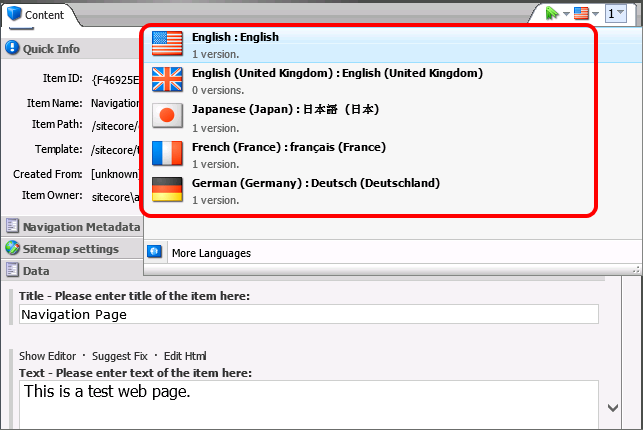 Content
1
Quick Info
Item ID: {F46925E
Item Name: Navigation
Item Path: /sitecore/
Template: /sitecore/t
Created From: [unknown]
Item Owner: sitecore\a
Navigation Metadata
Sitemap settings
Data
English : English
1 version.
English (United Kingdom) : English (United Kingdom)
0 versions.
Japanese (Japan) : 日本語 (日本)
1 version.
French (France) : français (France)
1 version.
German (Germany) : Deutsch (Deutschland)
1 version.
More Languages
Title - Please enter title of the item here:
Navigation Page
Show Editor · Suggest Fix · Edit Html
Text - Please enter text of the item here:
This is a test web page.